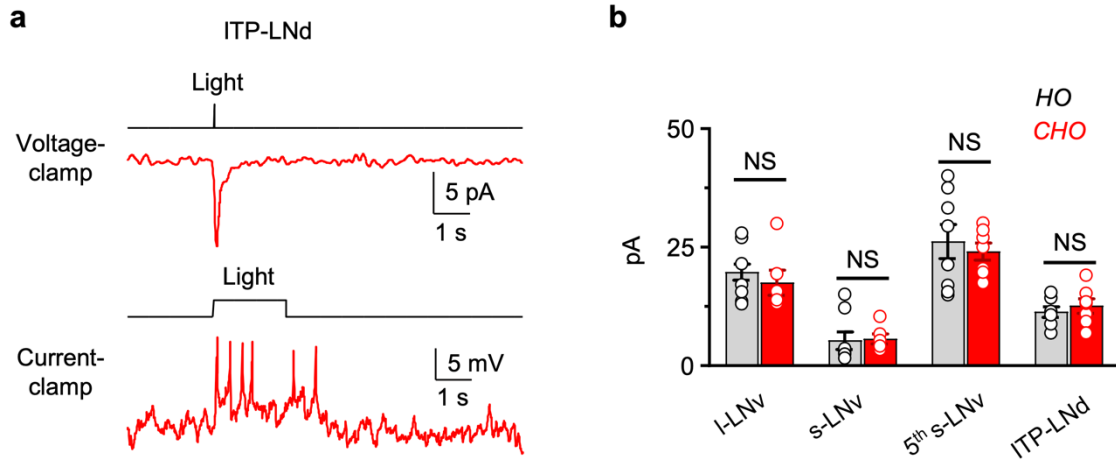 a
ITP-LNd
Light
Voltage-
clamp
5 pA
1 s
Light
Current-
clamp
5 mV
1 s
b
HO
CHO
50
25
0
pA
NS
NS
NS
NS
l-LNv
s-LNv
5th s-LNv
ITP-LNd